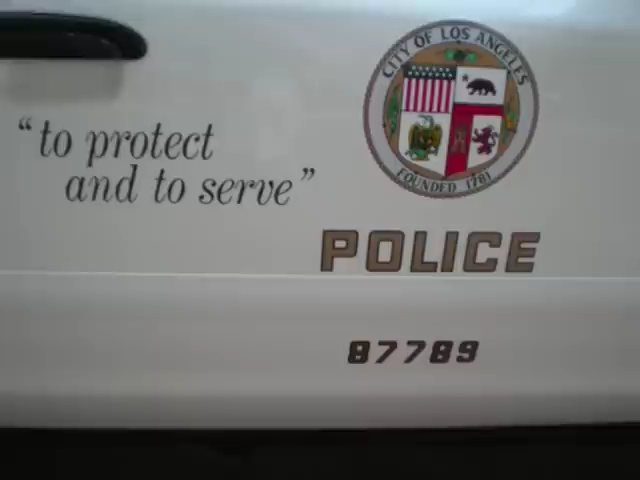 “to protect
and to serve”
CITY OF LOS ANGELES
FOUNDED 1781
POLICE
87789